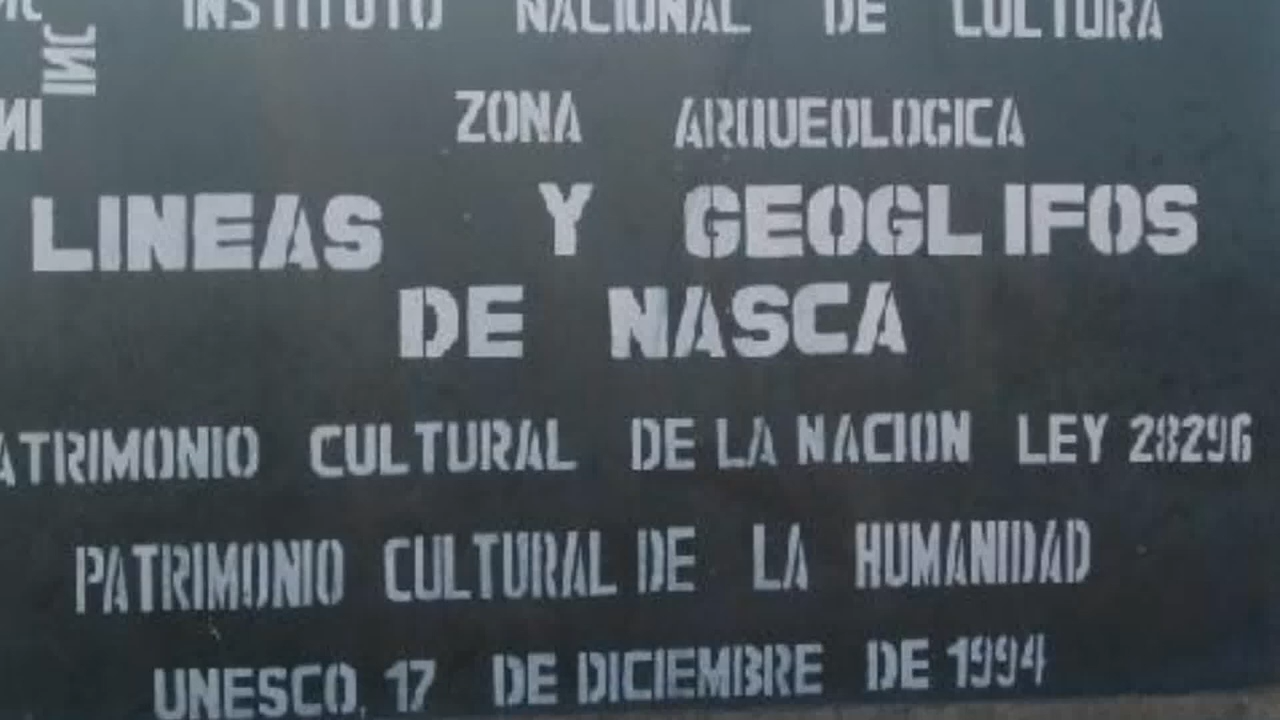 INSTITUTO NACIONAL DE CULTURA
INC
ZONA ARQUEOLOGICA
LINEAS Y GEOGLIFOS
DE NASCA
PATRIMONIO CULTURAL DE LA NACION LEY 28296
PATRIMONIO CULTURAL DE LA HUMANIDAD
UNESCO, 17 DE DICIEMBRE DE 1994